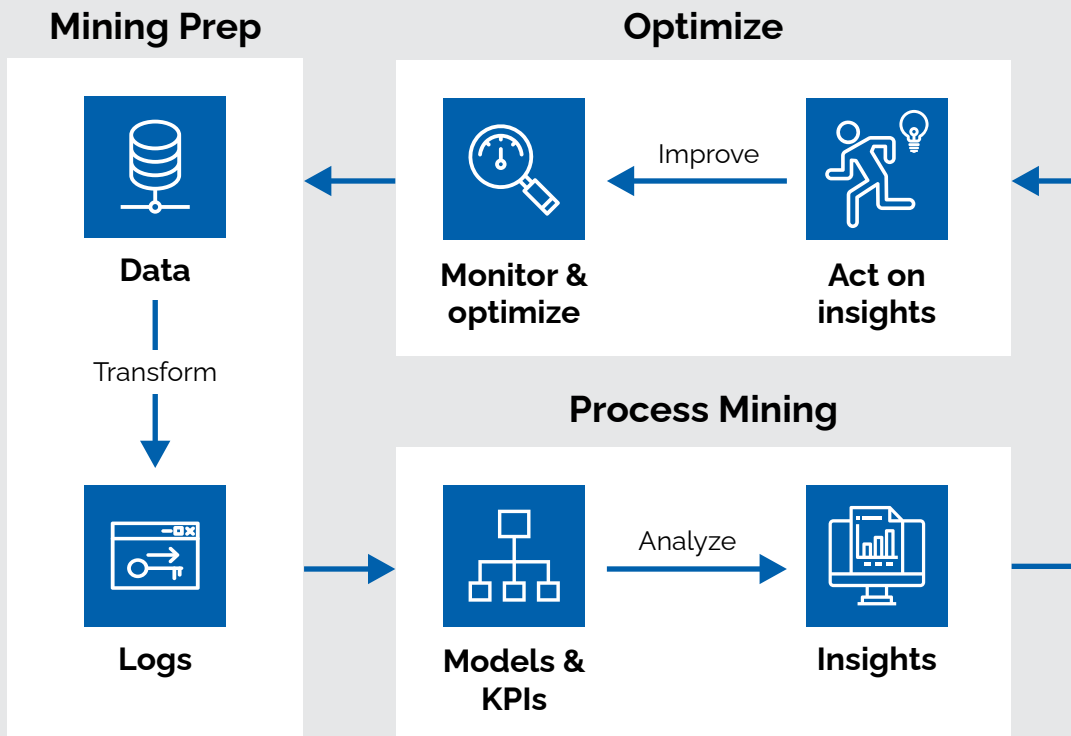 Mining Prep
Data
Transform
Logs
Optimize
Improve
Monitor &
optimize
Act on
insights
Process Mining
Analyze
Models &
KPIs
Insights